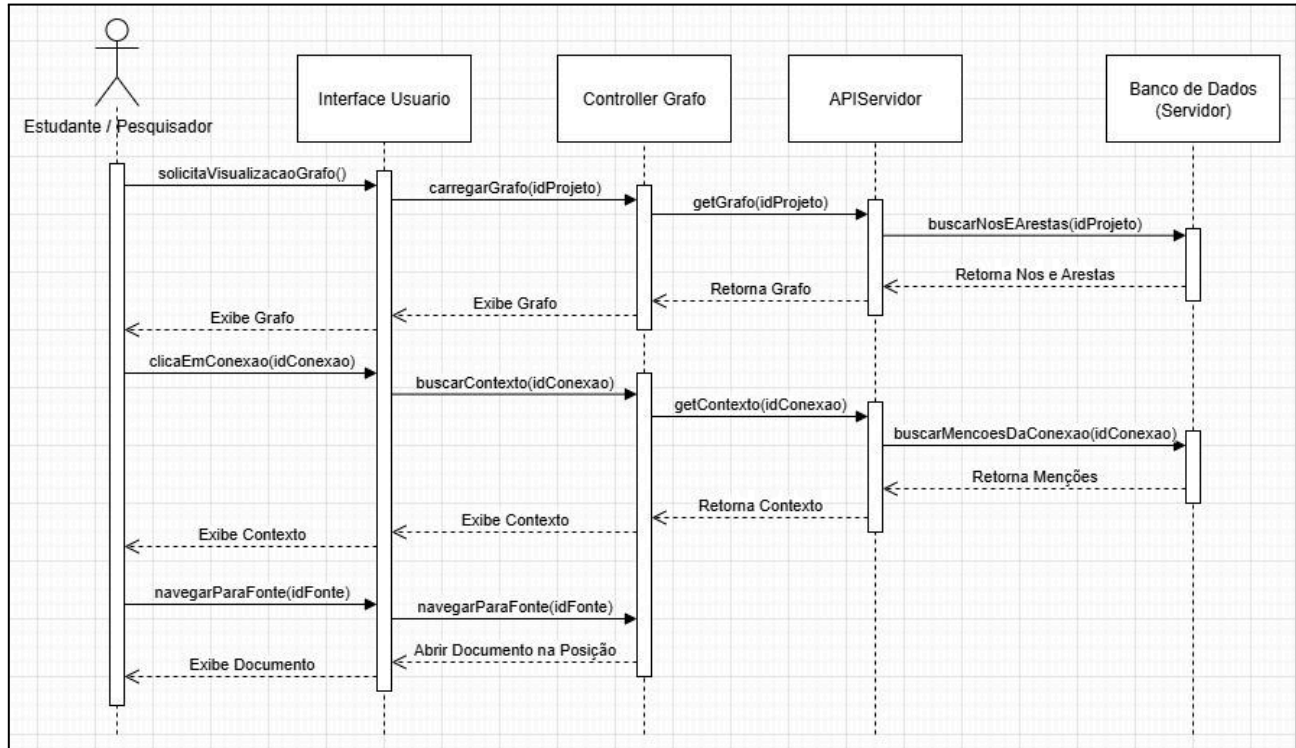 Interface Usuario
Controller Grafo
APIServidor
Banco de Dados
(Servidor)
Estudante / Pesquisador
solicitaVisualizacaoGrafo()
carregarGrafo(idProjeto)
getGrafo(idProjeto)
buscarNosEArestas(idProjeto)
Retorna Nos e Arestas
Retorna Grafo
Exibe Grafo
Exibe Grafo
clicaEmConexao(idConexao)
buscarContexto(idConexao)
getContexto(idConexao)
buscarMencoesDaConexao(idConexao)
Retorna Menções
Retorna Contexto
Exibe Contexto
Exibe Contexto
navegarParaFonte(idFonte)
navegarParaFonte(idFonte)
Abrir Documento na Posição
Exibe Documento